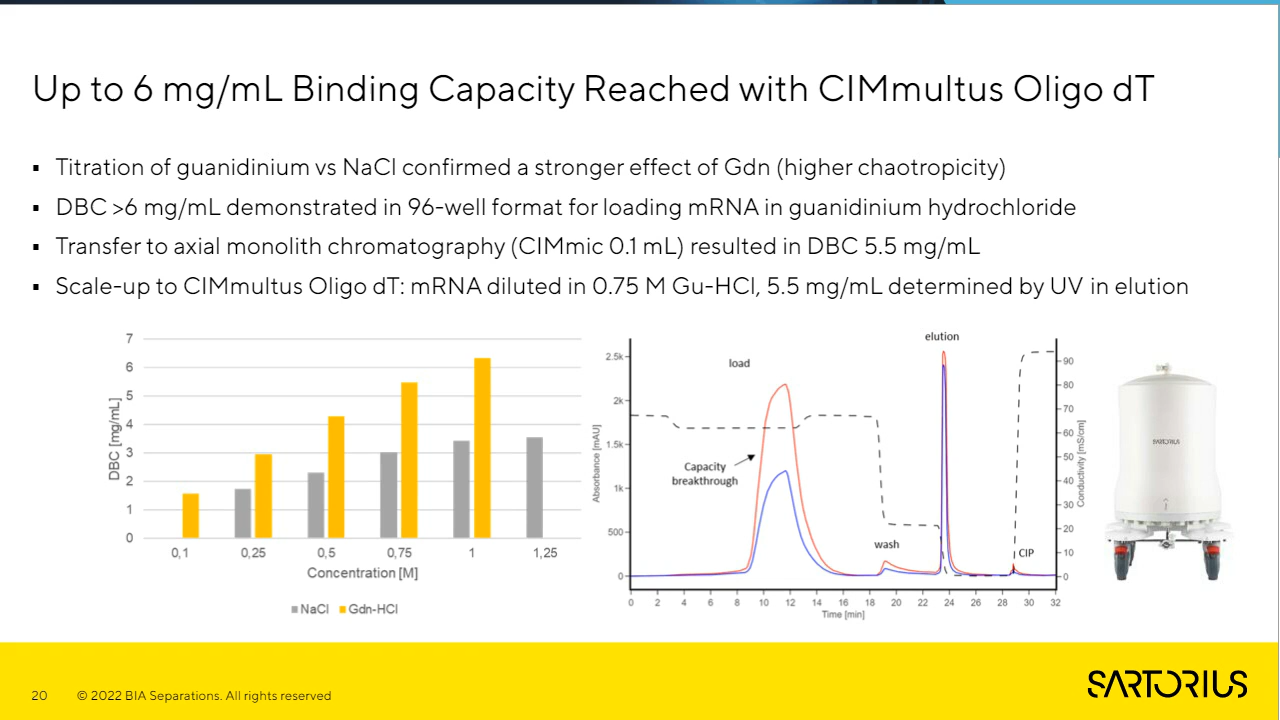 Up to 6 mg/mL Binding Capacity Reached with CIMmultus Oligo dT
▪ Titration of guanidinium vs NaCl confirmed a stronger effect of Gdn (higher chaotropicity)
▪ DBC >6 mg/mL demonstrated in 96-well format for loading mRNA in guanidinium hydrochloride
▪ Transfer to axial monolith chromatography (CIMmic 0.1 mL) resulted in DBC 5.5 mg/mL
▪ Scale-up to CIMmultus Oligo dT: mRNA diluted in 0.75 M Gu-HCl, 5.5 mg/mL determined by UV in elution
DBC [mg/mL]
7
6
5
4
3
2
1
0
0,1 0,25 0,5 0,75 1 1,25
Concentration [M]
NaCl Gdn-HCl
Absorbance [mAU]
2.5k
2k
1.5k
1k
500
0
load
elution
Capacity
breakthrough
wash
CIP
90
80
70
60
50
40
30
20
10
0
Conductivity [mS/cm]
0 2 4 6 8 10 12 14 16 18 20 22 24 26 28 30 32
Time [min]
SARTORIUS
20 © 2022 BIA Separations. All rights reserved
SARTORIUS